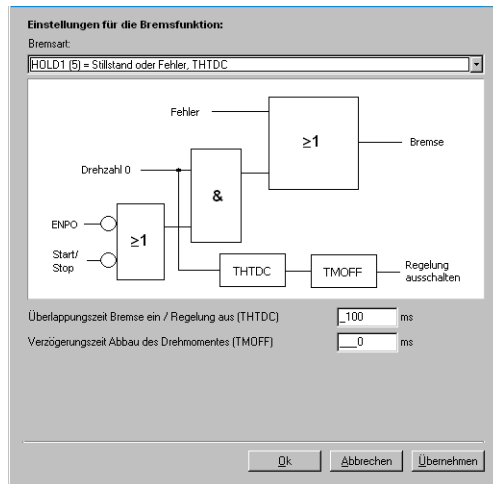 Einstellungen für die Bremsfunktion:
Bremsart:
HOLD1 (5) = Stillstand oder Fehler, THTDC
Fehler
≥1
Bremse
Drehzahl 0
&
ENPO
≥1
Start/
Stop
THTDC
TMOFF
Regelung
ausschalten
Überlappungszeit Bremse ein / Regelung aus (THTDC)
_100 ms
Verzögerungszeit Abbau des Drehmomentes (TMOFF)
___0 ms
Ok Abbrechen Übernehmen